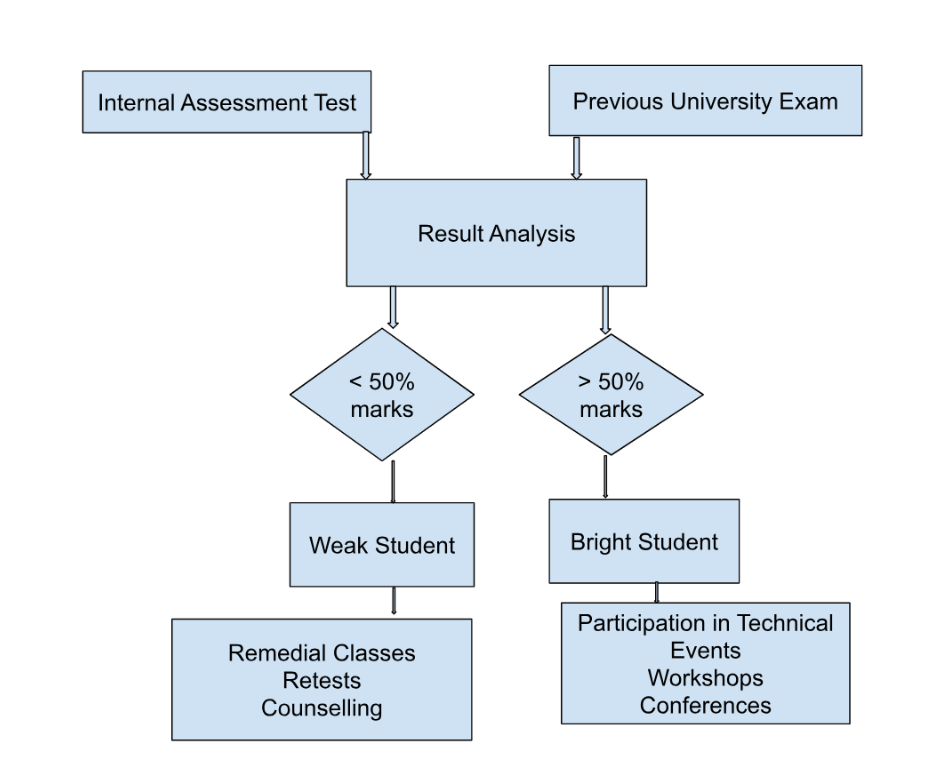 Internal Assessment Test
Previous University Exam
Result Analysis
< 50%
marks
> 50%
marks
Weak Student
Bright Student
Remedial Classes
Retests
Counselling
Participation in Technical
Events
Workshops
Conferences